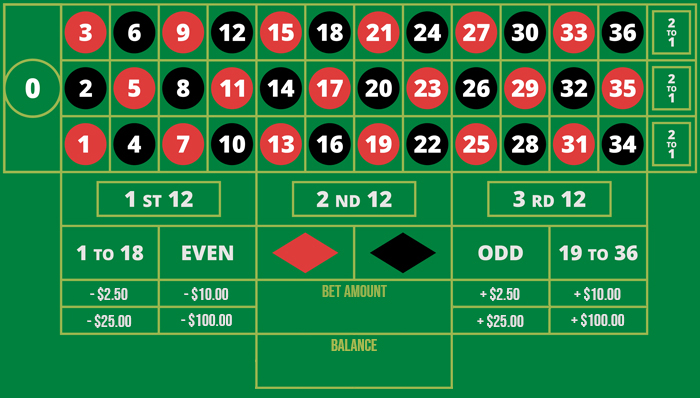 3 6 9 12 15 18 21 24 27 30 33 36 2 TO 1
0 2 5 8 11 14 17 20 23 26 29 32 35 2 TO 1
1 4 7 10 13 16 19 22 25 28 31 34 2 TO 1
1 ST 12 2 ND 12 3 RD 12
1 TO 18 EVEN ODD 19 TO 36
- $2.50 - $10.00 BET AMOUNT + $2.50 + $10.00
- $25.00 - $100.00 + $25.00 + $100.00
BALANCE